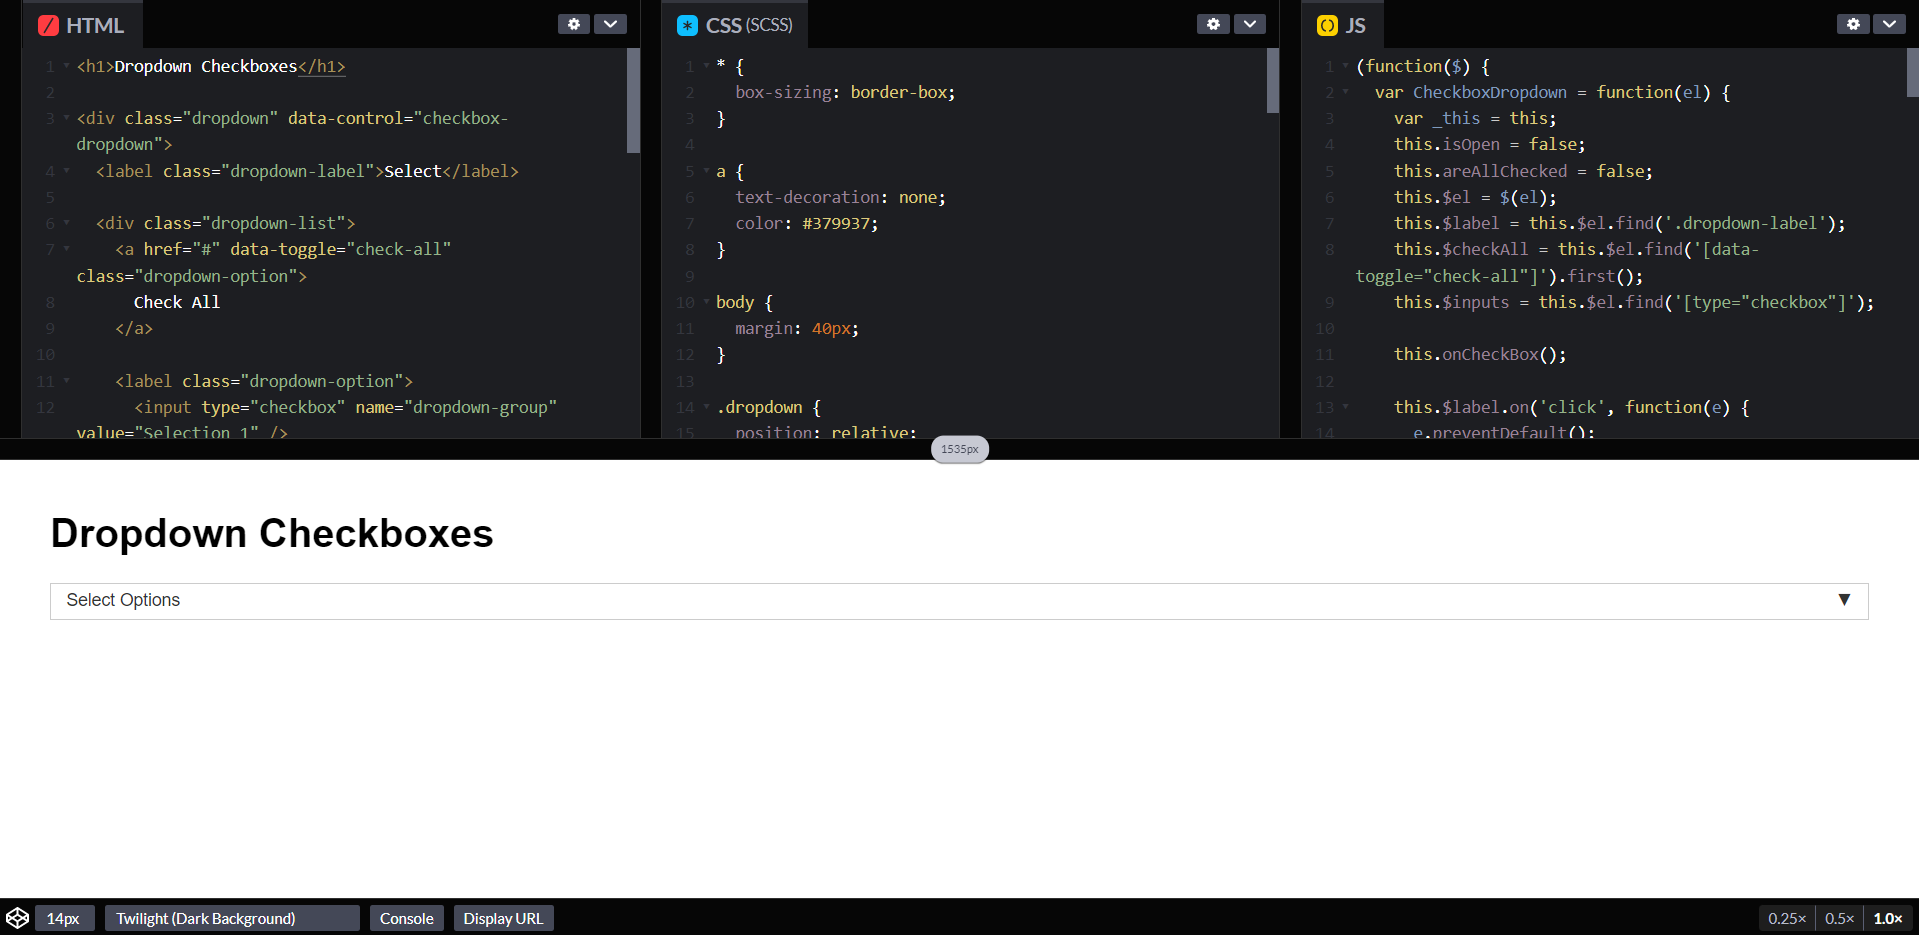 HTML
1 <h1>Dropdown Checkboxes</h1>
2
3 <div class="dropdown" data-control="checkbox-
dropdown">
4 <label class="dropdown-label">Select</label>
5
6 <div class="dropdown-list">
7 <a href="#" data-toggle="check-all"
class="dropdown-option">
8 Check All
9 </a>
10
11 <label class="dropdown-option">
12 <input type="checkbox" name="dropdown-group"
value="Selection 1" />
CSS (SCSS)
1 * {
2 box-sizing: border-box;
3 }
4
5 a {
6 text-decoration: none;
7 color: #379937;
8 }
9
10 body {
11 margin: 40px;
12 }
13
14 .dropdown {
15 position: relative;
JS
1 (function($) {
2 var CheckboxDropdown = function(el) {
3 var _this = this;
4 this.isOpen = false;
5 this.areAllChecked = false;
6 this.$el = $(el);
7 this.$label = this.$el.find('.dropdown-label');
8 this.$checkAll = this.$el.find('[data-
toggle="check-all"]').first();
9 this.$inputs = this.$el.find('[type="checkbox"]');
10
11 this.onCheckBox();
12
13 this.$label.on('click', function(e) {
14 e.preventDefault();
1535px
Dropdown Checkboxes
Select Options
14px
Twilight (Dark Background)
Console
Display URL
0.25×
0.5×
1.0×